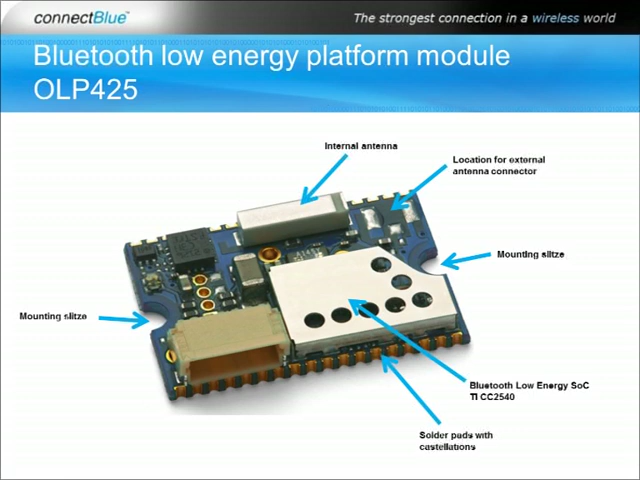 connectBlue™
The strongest connection in a wireless world
Bluetooth low energy platform module
OLP425
Internal antenna
Location for external
antenna connector
Mounting slitze
Mounting slitze
Bluetooth Low Energy SoC
TI CC2540
Solder pads with
castellations